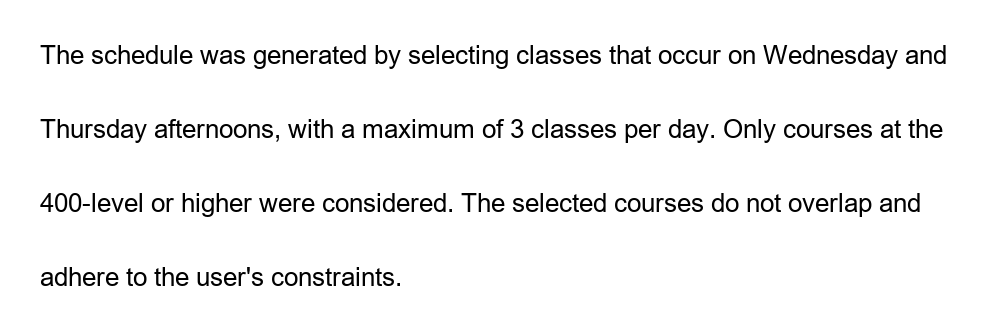 The schedule was generated by selecting classes that occur on Wednesday and
Thursday afternoons, with a maximum of 3 classes per day. Only courses at the
400-level or higher were considered. The selected courses do not overlap and
adhere to the user's constraints.